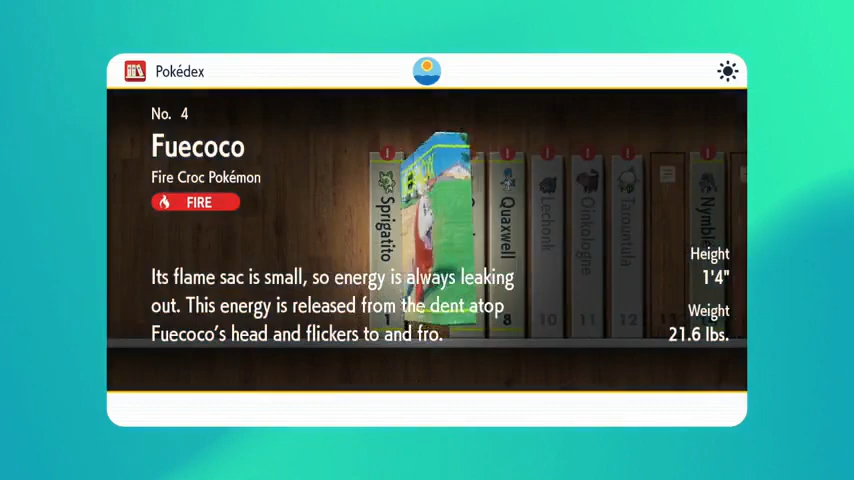 Pokédex
No. 4
Fuecoco
Fire Croc Pokémon
FIRE
Its flame sac is small, so energy is always leaking
out. This energy is released from the dent atop
Fuecoco's head and flickers to and fro.
Height
1'4"
Weight
21.6 lbs.
Sprigatito
1
Quaxwell
8
Lechonk
10
Oinkologne
11
Tarountula
12
13
Nymble